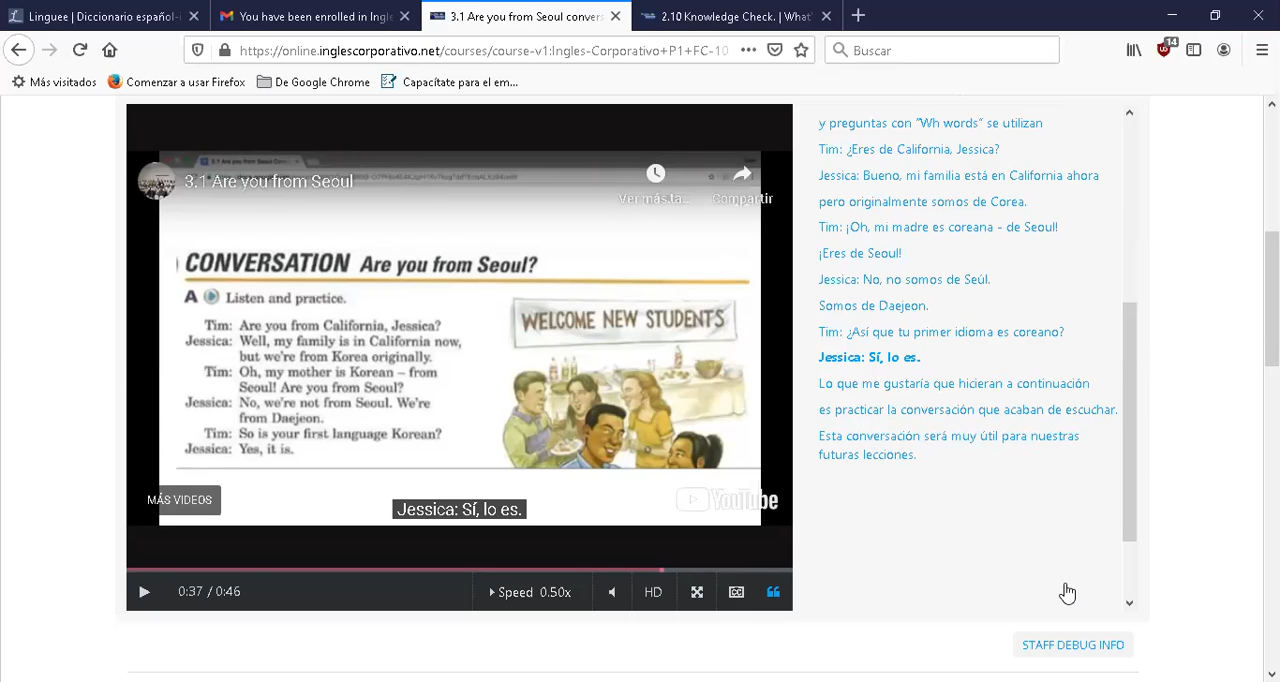 Linguee | Diccionario español-i
You have been enrolled in Ingle
3.1 Are you from Seoul convers
2.10 Knowledge Check. | What'
https://online.inglescorporativo.net/courses/course-v1:Ingles-Corporativo+P1+FC-10
Buscar
14
Más visitados
Comenzar a usar Firefox
De Google Chrome
Capacítate para el em...
3.1 Are you from Seoul
Ver más ta...
Compartir
CONVERSATION Are you from Seoul?
A Listen and practice.
Tim: Are you from California, Jessica?
Jessica: Well, my family is in California now,
but we're from Korea originally.
Tim: Oh, my mother is Korean – from
Seoul! Are you from Seoul?
Jessica: No, we're not from Seoul. We're
from Daejeon.
Tim: So is your first language Korean?
Jessica: Yes, it is.
WELCOME NEW STUDENTS
MÁS VIDEOS
Jessica: Sí, lo es.
YouTube
0:37 / 0:46
Speed 0.50x
HD
y preguntas con "Wh words" se utilizan
Tim: ¿Eres de California, Jessica?
Jessica: Bueno, mi familia está en California ahora
pero originalmente somos de Corea.
Tim: ¡Oh, mi madre es coreana - de Seoul!
¡Eres de Seoul!
Jessica: No, no somos de Seúl.
Somos de Daejeon.
Tim: ¿Así que tu primer idioma es coreano?
Jessica: Sí, lo es.
Lo que me gustaría que hicieran a continuación
es practicar la conversación que acaban de escuchar.
Esta conversación será muy útil para nuestras
futuras lecciones.
STAFF DEBUG INFO